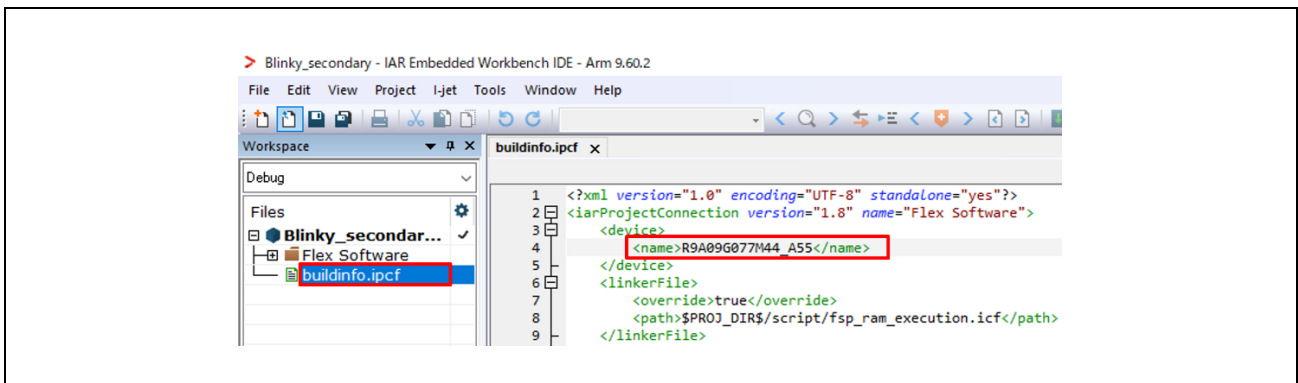 Blinky_secondary - IAR Embedded Workbench IDE - Arm 9.60.2
File Edit View Project I-jet Tools Window Help
Workspace
Debug
Files
Blinky_secondar...
Flex Software
buildinfo.ipcf
buildinfo.ipcf
1 <?xml version="1.0" encoding="UTF-8" standalone="yes"?>
2 <iarProjectConnection version="1.8" name="Flex Software">
3 <device>
4 <name>R9A09G077M44_A55</name>
5 </device>
6 <linkerFile>
7 <override>true</override>
8 <path>$PROJ_DIR$/script/fsp_ram_execution.icf</path>
9 </linkerFile>